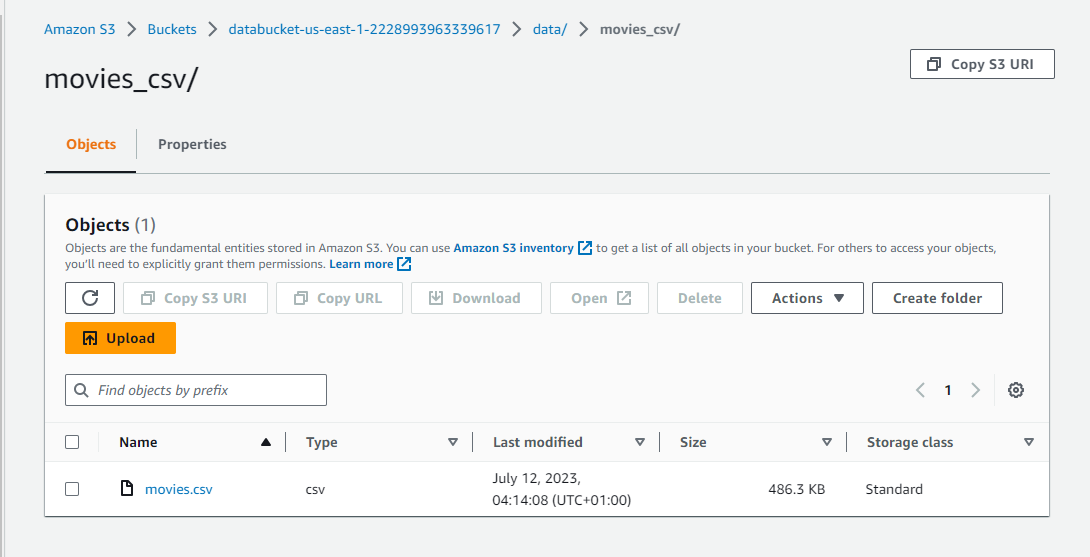 Amazon S3 > Buckets > databucket-us-east-1-2228993963339617 > data/ > movies_csv/
movies_csv/
Copy S3 URI
Objects
Properties
Objects (1)
Objects are the fundamental entities stored in Amazon S3. You can use Amazon S3 inventory to get a list of all objects in your bucket. For others to access your objects,
you'll need to explicitly grant them permissions. Learn more
Copy S3 URI
Copy URL
Download
Open
Delete
Actions
Create folder
Upload
Find objects by prefix
1
Name
Type
Last modified
Size
Storage class
movies.csv
csv
July 12, 2023,
04:14:08 (UTC+01:00)
486.3 KB
Standard